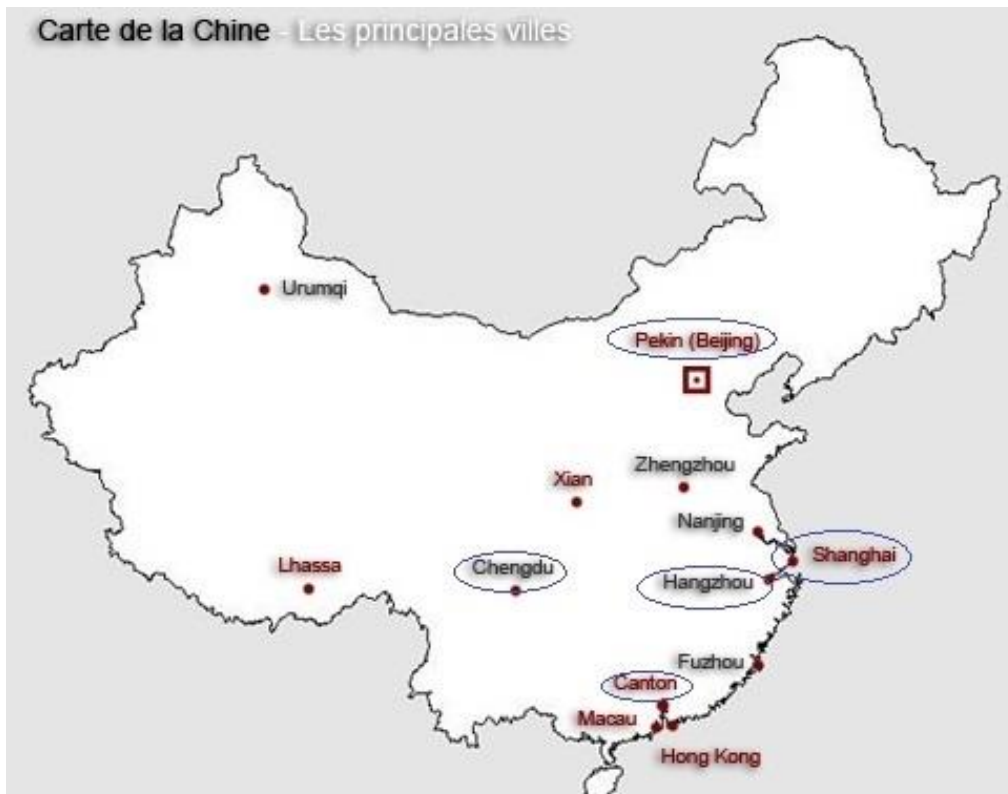 Carte de la Chine - Les principales villes
Urumqi
Pekin (Beijing)
Zhengzhou
Xian
Nanjing
Shanghai
Lhassa
Chengdu
Hangzhou
Fuzhou
Canton
Macau
Hong Kong